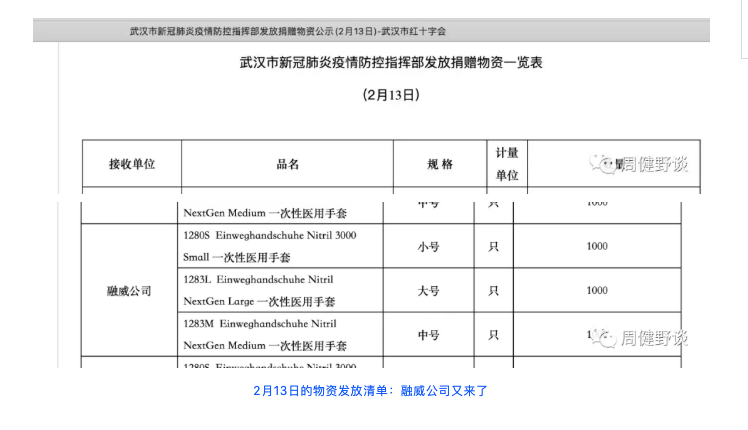 武汉市新冠肺炎疫情防控指挥部发放捐赠物资公示(2月13日)-武汉市红十字会
武汉市新冠肺炎疫情防控指挥部发放捐赠物资一览表
(2月13日)
接收单位 品名 规格 计量单位 量
周健野谈
NextGen Medium 一次性医用手套 中号 只 1000
融威公司
1280S Einweghandschuhe Nitril 3000
Small 一次性医用手套 小号 只 1000
1283L Einweghandschuhe Nitril
NextGen Large 一次性医用手套 大号 只 1000
1283M Einweghandschuhe Nitril
NextGen Medium 一次性医用手套 中号 只
周健野谈
1280S Einweghandschuhe Nitril 3000
2月13日的物资发放清单：融威公司又来了